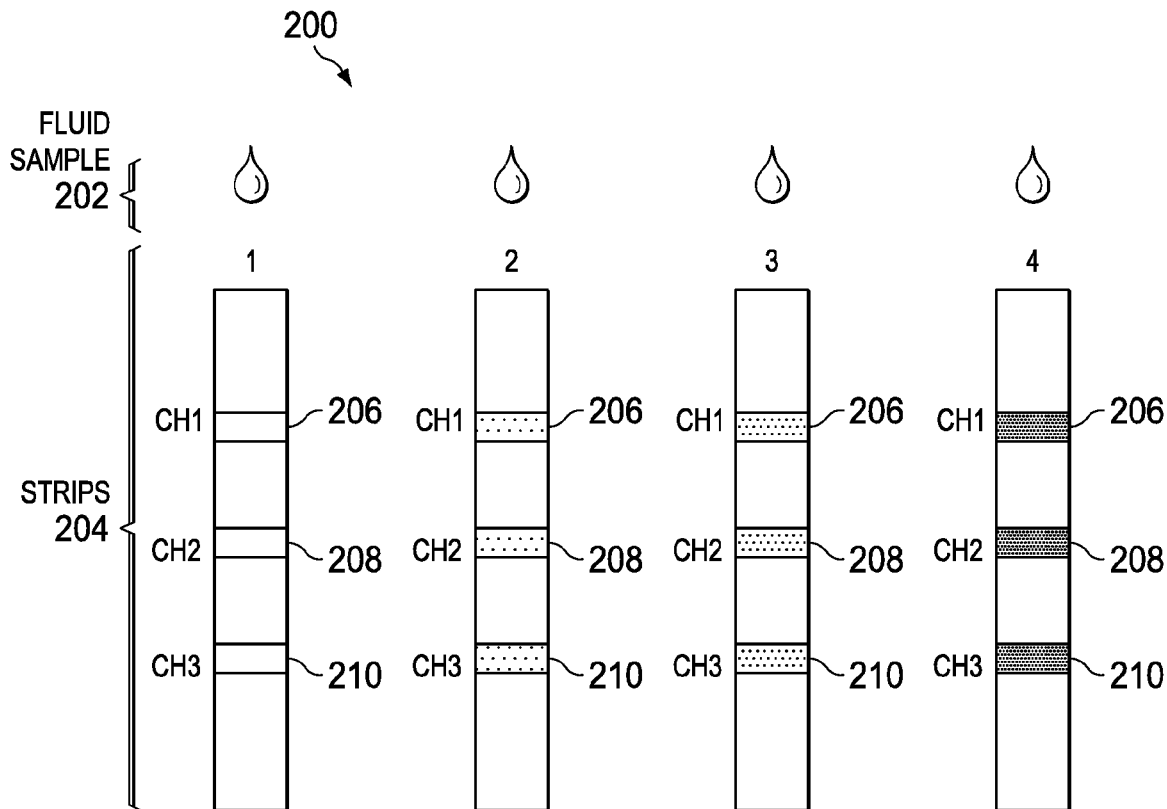 200
FLUID
SAMPLE
202
1 2 3 4
CH1 206 CH1 206 CH1 206 CH1 206
STRIPS
204
CH2 208 CH2 208 CH2 208 CH2 208
CH3 210 CH3 210 CH3 210 CH3 210